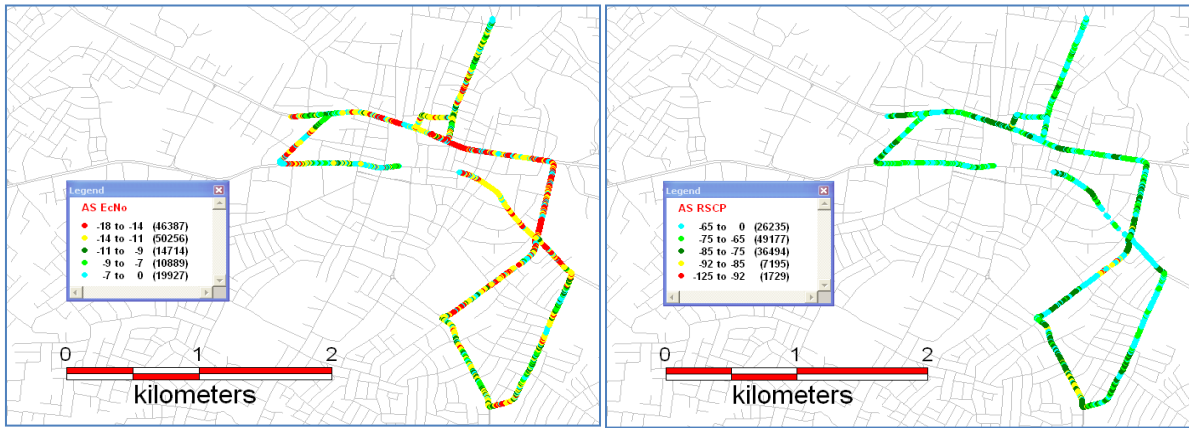 Legend
AS EcNo
-18 to -14 (46387)
-14 to -11 (50256)
-11 to -9 (14714)
-9 to -7 (10889)
-7 to 0 (19927)
0 1 2
kilometers
Legend
AS RSCP
-65 to 0 (26235)
-75 to -65 (49177)
-85 to -75 (36494)
-92 to -85 (7195)
-125 to -92 (1729)
0 1 2
kilometers